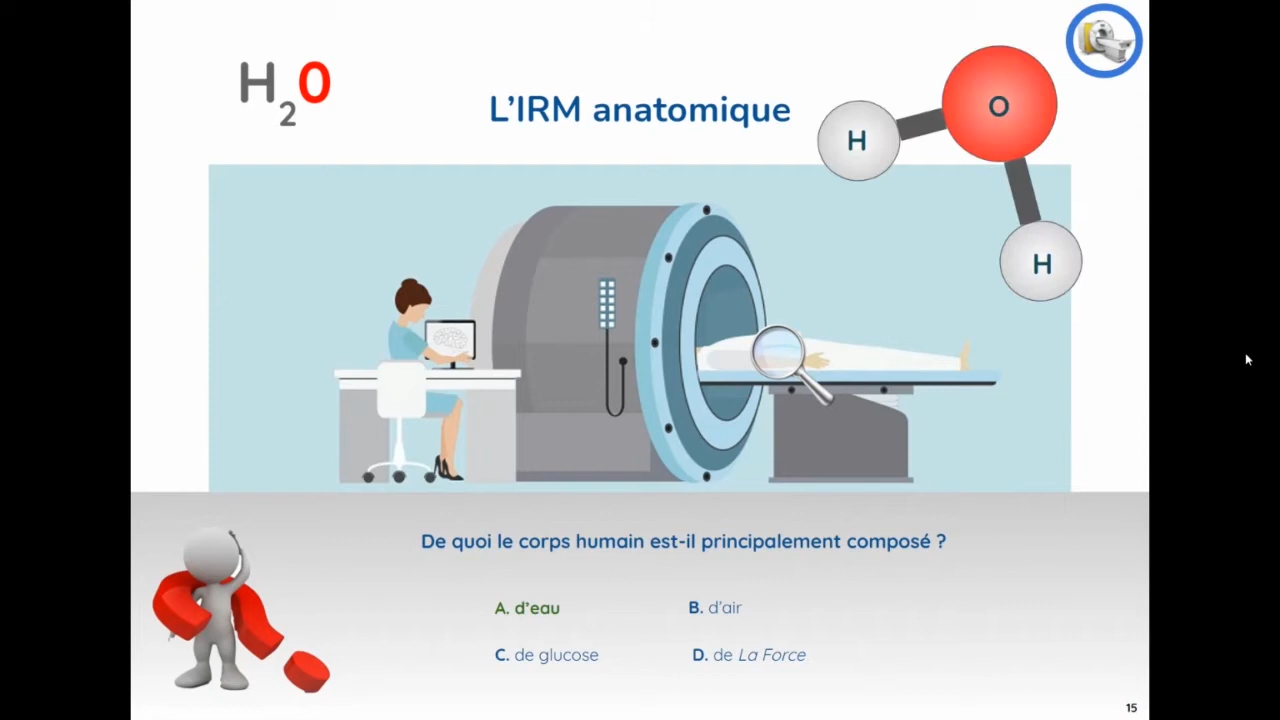 H₂0
L'IRM anatomique
O
H
H
De quoi le corps humain est-il principalement composé ?
A. d'eau
B. d'air
C. de glucose
D. de La Force
15